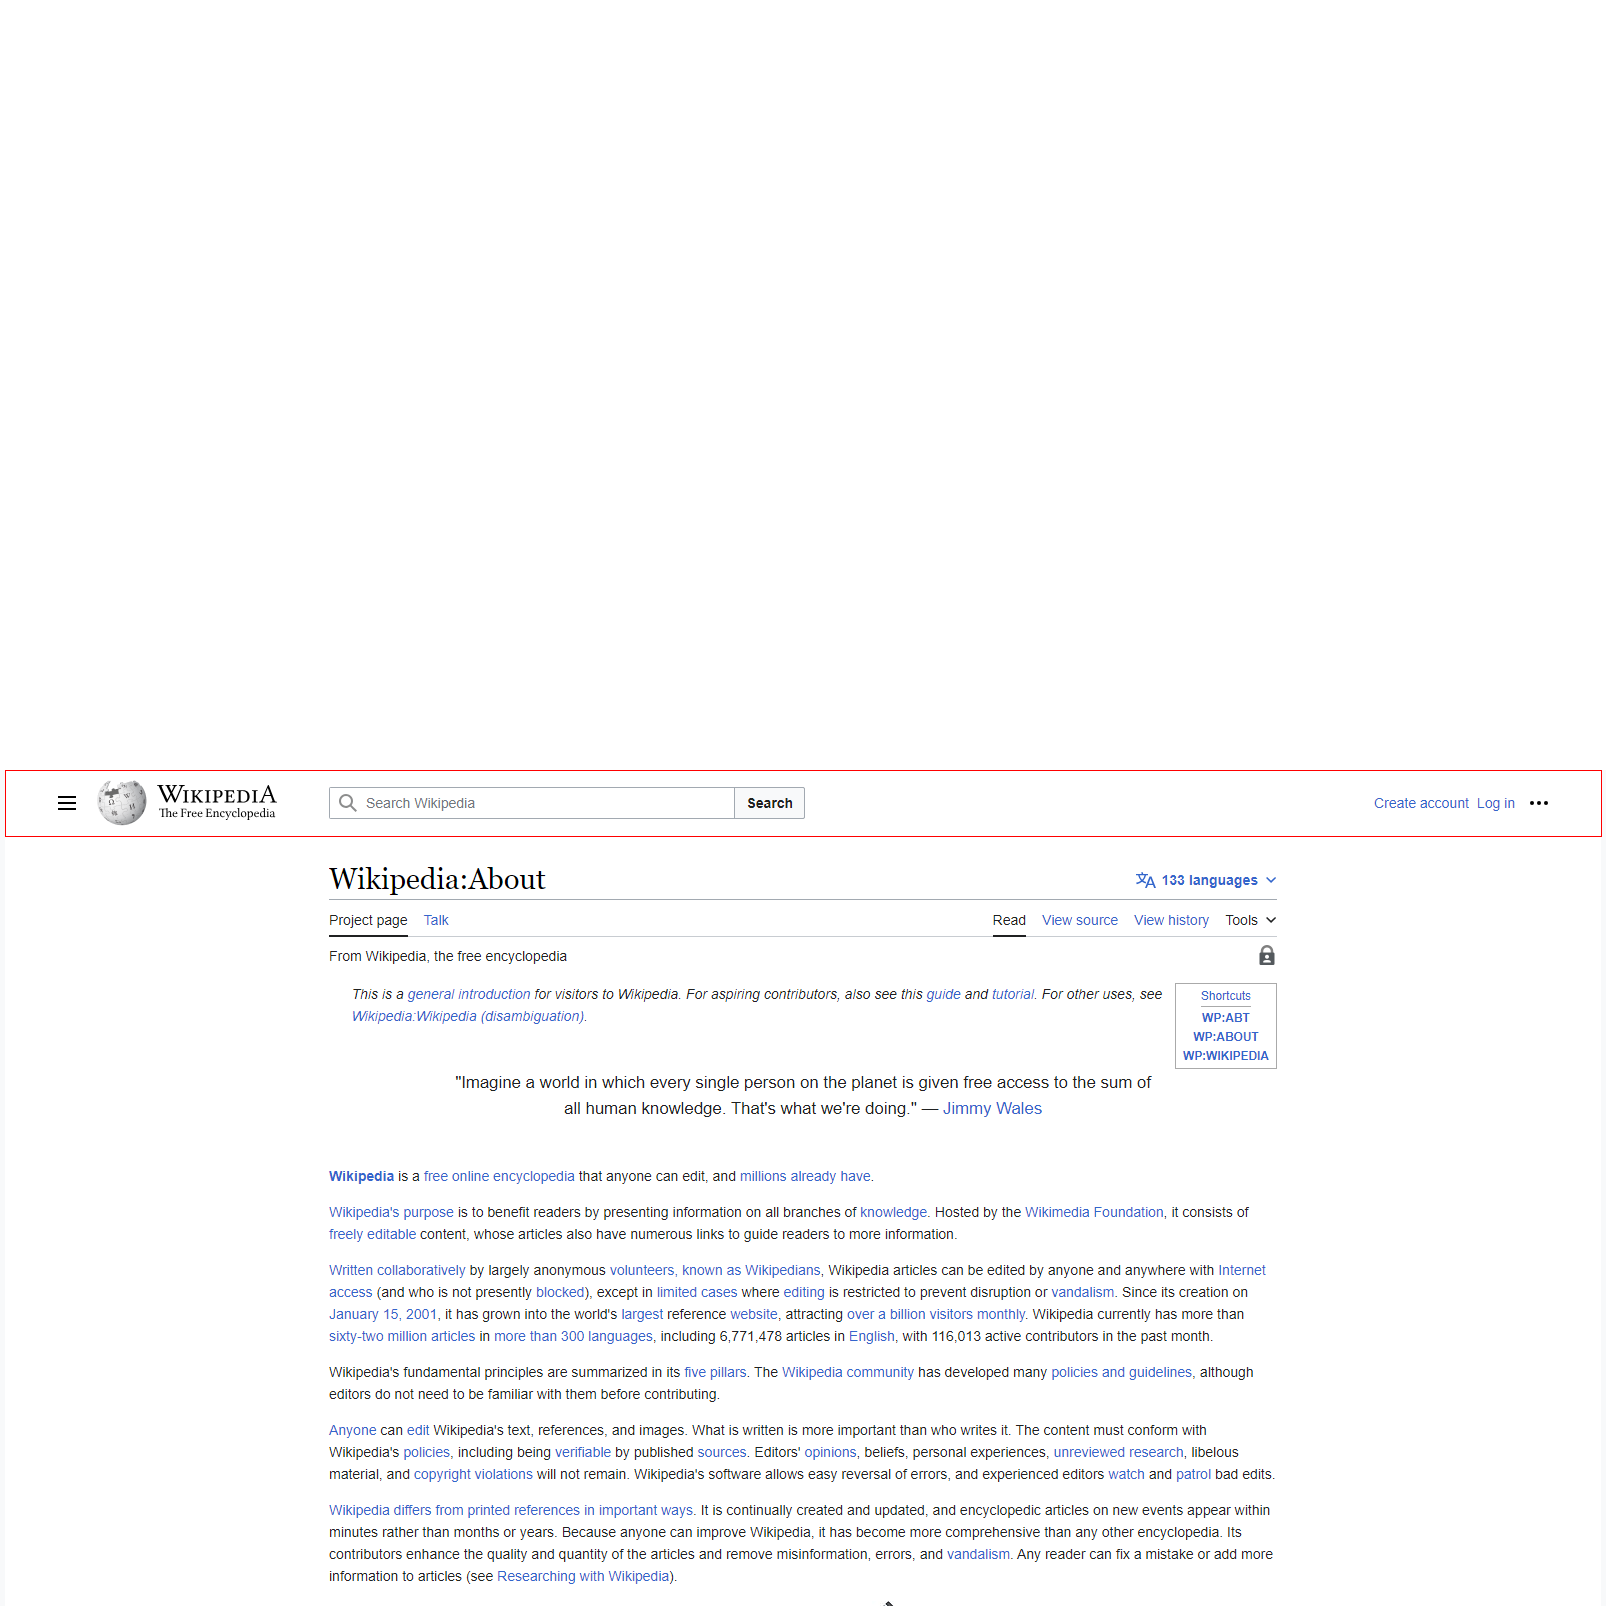 WIKIPEDIA
The Free Encyclopedia
Search Wikipedia
Search
Create account Log in
Wikipedia:About
133 languages
Project page Talk
Read View source View history Tools
From Wikipedia, the free encyclopedia
This is a general introduction for visitors to Wikipedia. For aspiring contributors, also see this guide and tutorial. For other uses, see
Wikipedia:Wikipedia (disambiguation).
Shortcuts
WP:ABT
WP:ABOUT
WP:WIKIPEDIA
"Imagine a world in which every single person on the planet is given free access to the sum of
all human knowledge. That's what we're doing." — Jimmy Wales
Wikipedia is a free online encyclopedia that anyone can edit, and millions already have.
Wikipedia's purpose is to benefit readers by presenting information on all branches of knowledge. Hosted by the Wikimedia Foundation, it consists of
freely editable content, whose articles also have numerous links to guide readers to more information.
Written collaboratively by largely anonymous volunteers, known as Wikipedians, Wikipedia articles can be edited by anyone and anywhere with Internet
access (and who is not presently blocked), except in limited cases where editing is restricted to prevent disruption or vandalism. Since its creation on
January 15, 2001, it has grown into the world's largest reference website, attracting over a billion visitors monthly. Wikipedia currently has more than
sixty-two million articles in more than 300 languages, including 6,771,478 articles in English, with 116,013 active contributors in the past month.
Wikipedia's fundamental principles are summarized in its five pillars. The Wikipedia community has developed many policies and guidelines, although
editors do not need to be familiar with them before contributing.
Anyone can edit Wikipedia's text, references, and images. What is written is more important than who writes it. The content must conform with
Wikipedia's policies, including being verifiable by published sources. Editors' opinions, beliefs, personal experiences, unreviewed research, libelous
material, and copyright violations will not remain. Wikipedia's software allows easy reversal of errors, and experienced editors watch and patrol bad edits.
Wikipedia differs from printed references in important ways. It is continually created and updated, and encyclopedic articles on new events appear within
minutes rather than months or years. Because anyone can improve Wikipedia, it has become more comprehensive than any other encyclopedia. Its
contributors enhance the quality and quantity of the articles and remove misinformation, errors, and vandalism. Any reader can fix a mistake or add more
information to articles (see Researching with Wikipedia).